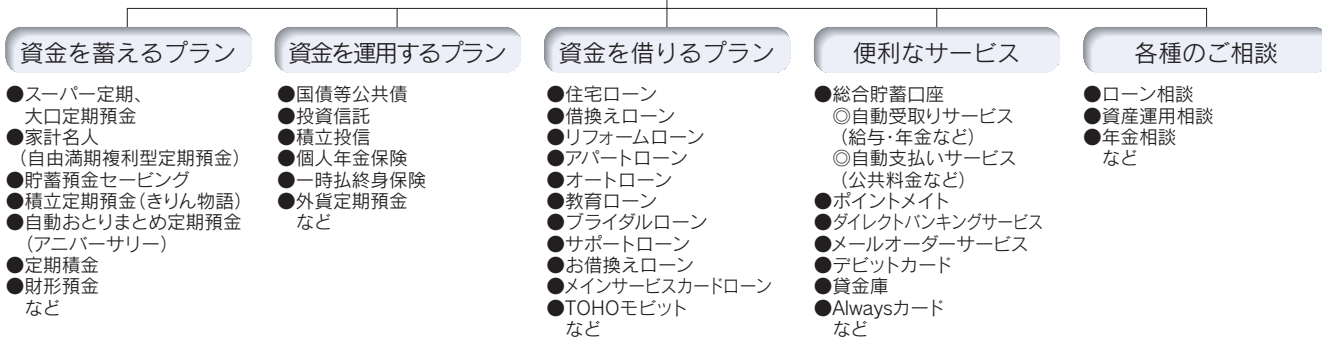 資金を蓄えるプラン
●スーパー定期、
大口定期預金
●家計名人
（自由満期複利型定期預金）
●貯蓄預金セービング
●積立定期預金（きりん物語）
●自動おとりまとめ定期預金
（アニバーサリー）
●定期積金
●財形預金
など
資金を運用するプラン
●国債等公共債
●投資信託
●積立投信
●個人年金保険
●一時払終身保険
●外貨定期預金
など
資金を借りるプラン
●住宅ローン
●借換えローン
●リフォームローン
●アパートローン
●オートローン
●教育ローン
●ブライダルローン
●サポートローン
●お借換えローン
●メインサービスカードローン
●TOHOモビット
など
便利なサービス
●総合貯蓄口座
◎自動受取りサービス
（給与・年金など）
◎自動支払いサービス
（公共料金など）
●ポイントメイト
●ダイレクトバンキングサービス
●メールオーダーサービス
●デビットカード
●貸金庫
●Alwaysカード
など
各種のご相談
●ローン相談
●資産運用相談
●年金相談
など